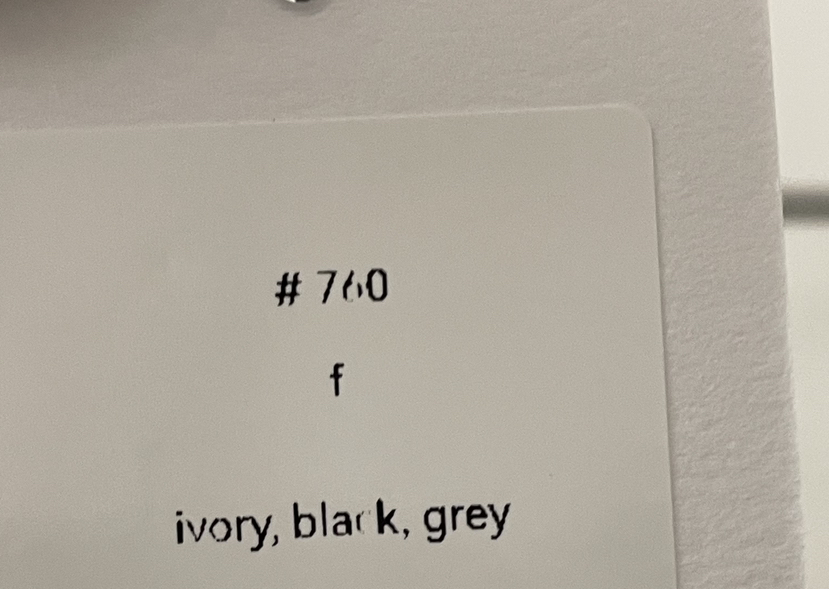 # 760
f
ivory, black, grey